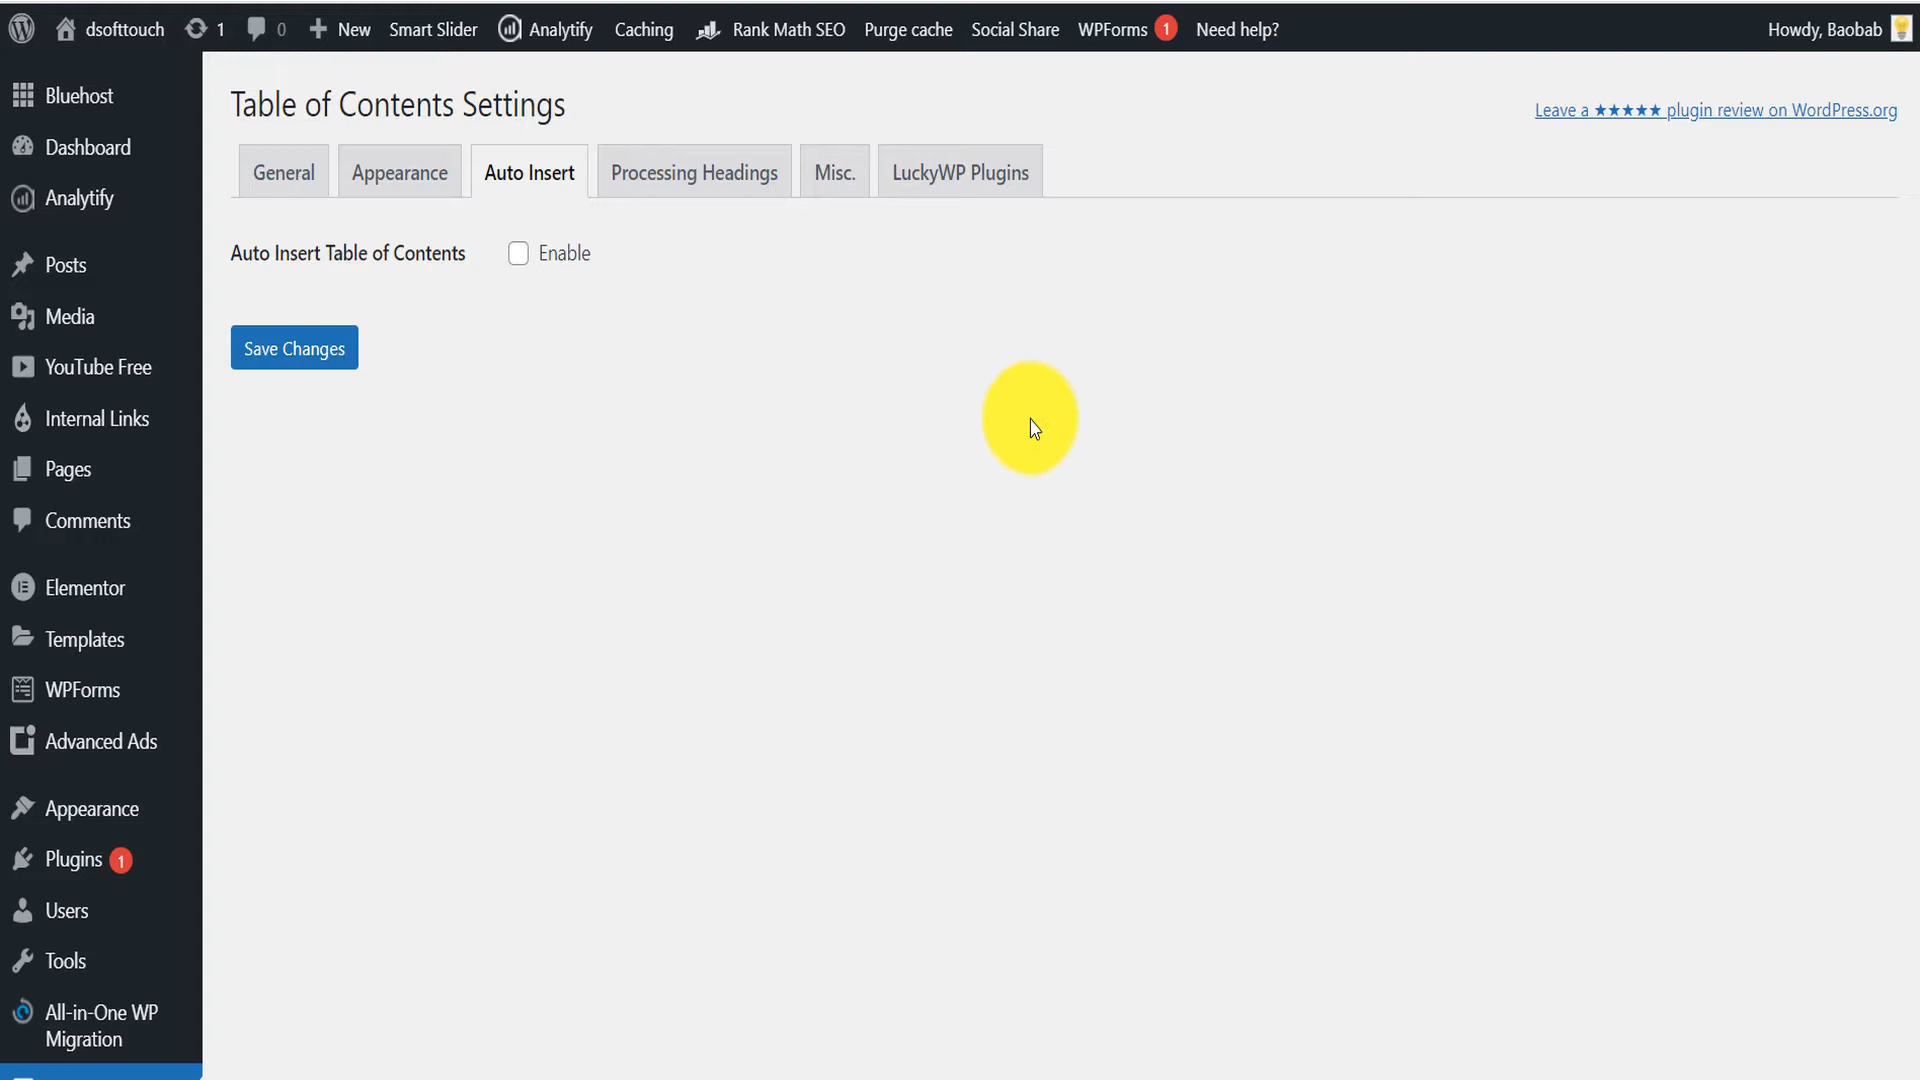 dsofttouch 1 0 New Smart Slider Analytify Caching Rank Math SEO Purge cache Social Share WPForms 1 Need help? Howdy, Baobab
Bluehost
Dashboard
Analytify
Posts
Media
YouTube Free
Internal Links
Pages
Comments
Elementor
Templates
WPForms
Advanced Ads
Appearance
Plugins 1
Users
Tools
All-in-One WP
Migration
Table of Contents Settings
Leave a ★★★★★ plugin review on WordPress.org
General Appearance Auto Insert Processing Headings Misc. LuckyWP Plugins
Auto Insert Table of Contents Enable
Save Changes